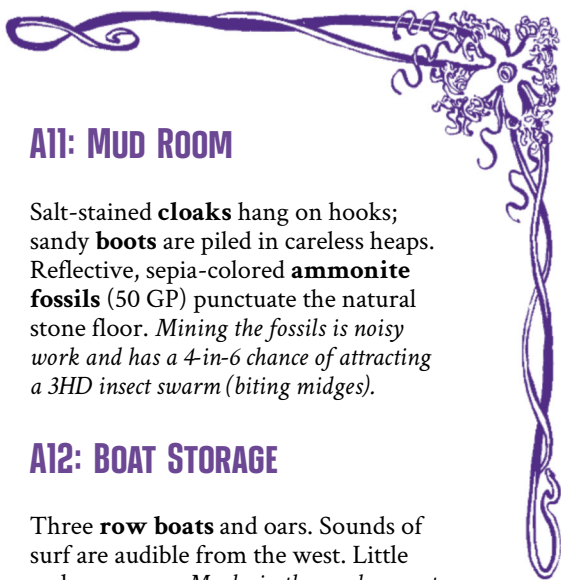 A11: Mud Room
Salt-stained cloaks hang on hooks;
sandy boots are piled in careless heaps.
Reflective, sepia-colored ammonite
fossils (50 GP) punctuate the natural
stone floor. Mining the fossils is noisy
work and has a 4-in-6 chance of attracting
a 3HD insect swarm (biting midges).
A12: Boat Storage
Three row boats and oars. Sounds of
surf are audible from the west. Little